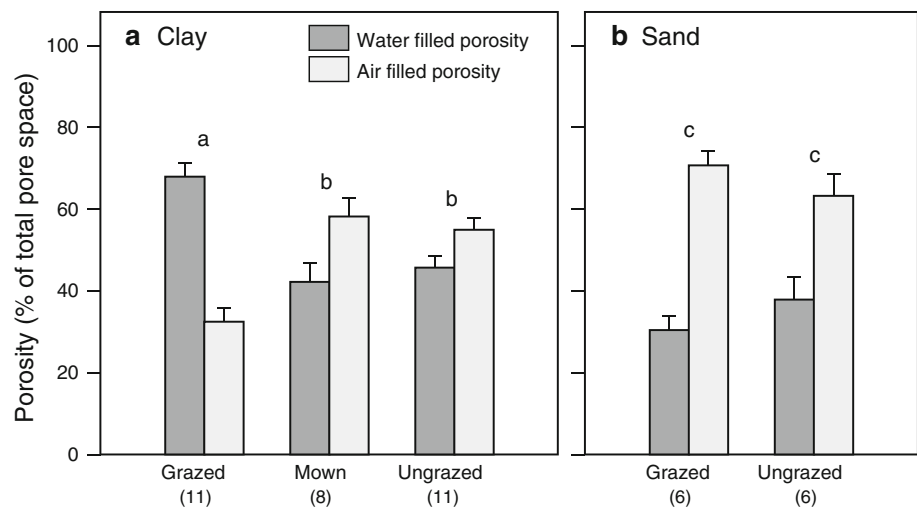 a Clay
Water filled porosity
Air filled porosity
b Sand
Porosity (% of total pore space)
100
80
60
40
20
0
a
b
b
c
c
Grazed
(11)
Mown
(8)
Ungrazed
(11)
Grazed
(6)
Ungrazed
(6)